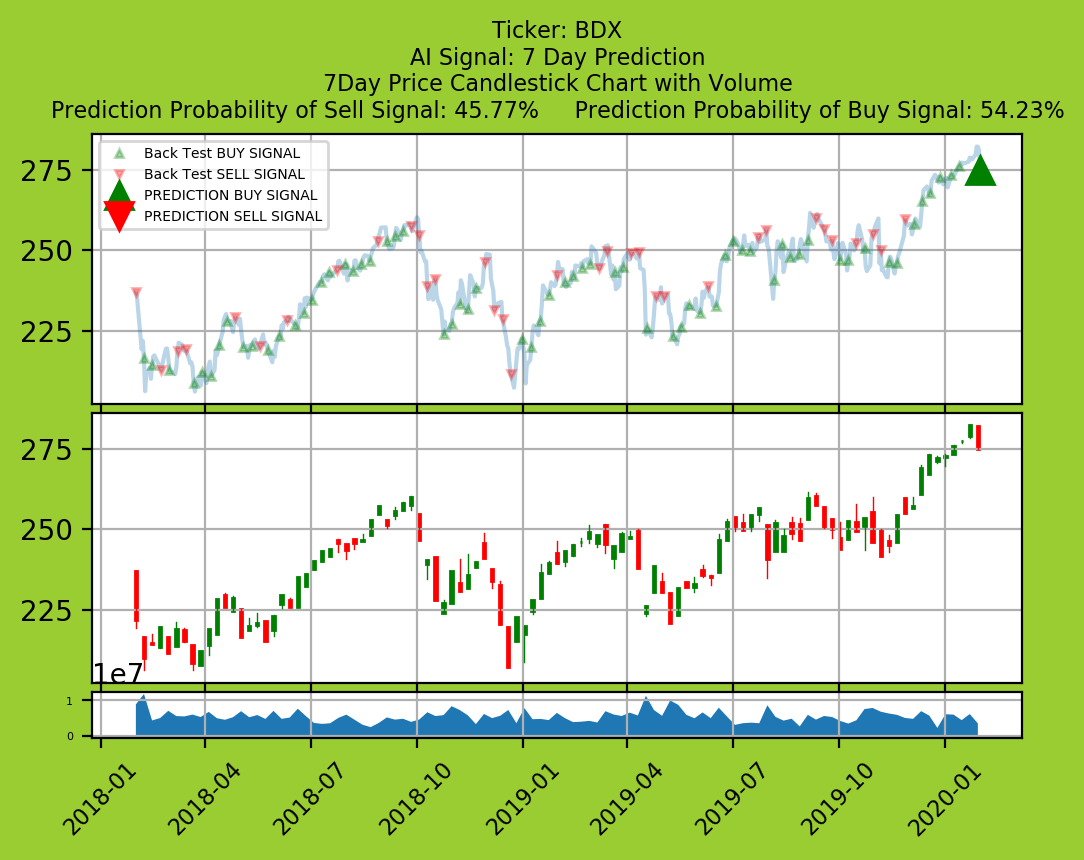 Ticker: BDX
AI Signal: 7 Day Prediction
7Day Price Candlestick Chart with Volume
Prediction Probability of Sell Signal: 45.77%     Prediction Probability of Buy Signal: 54.23%
Back Test BUY SIGNAL
Back Test SELL SIGNAL
PREDICTION BUY SIGNAL
PREDICTION SELL SIGNAL
275
250
225
275
250
225
1e7
1
0
2018-01
2018-04
2018-07
2018-10
2019-01
2019-04
2019-07
2019-10
2020-01